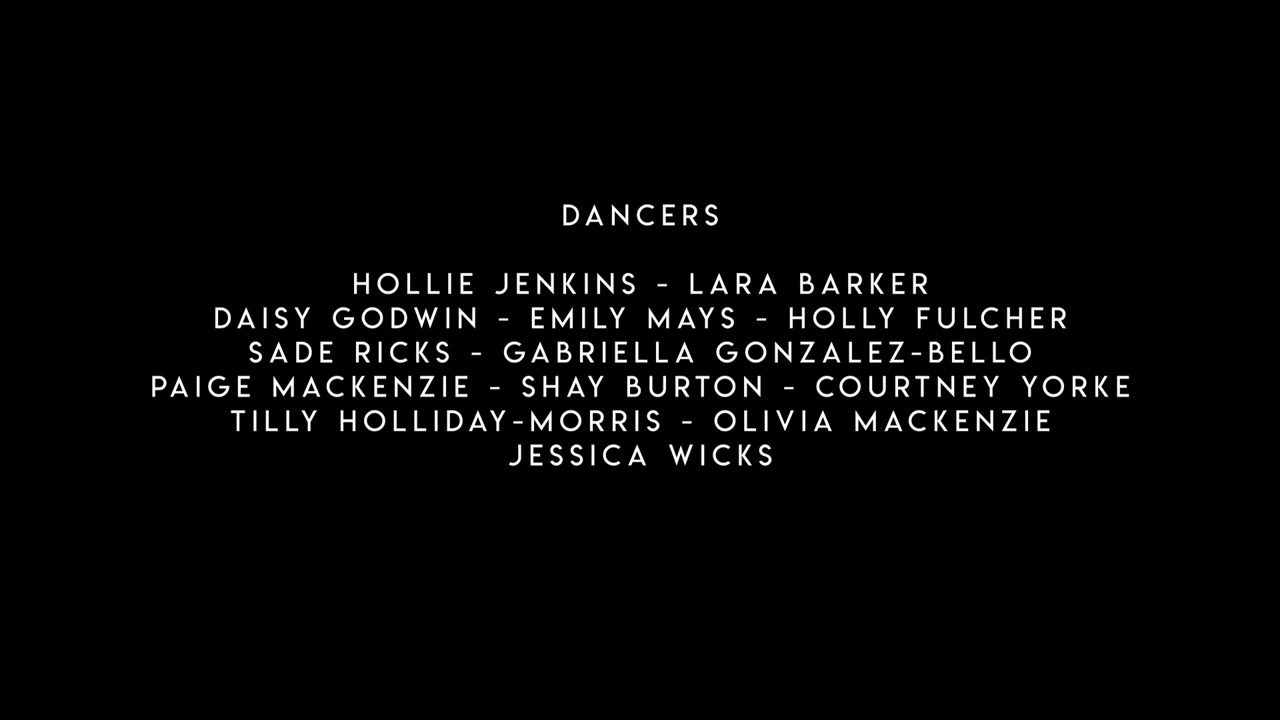 DANCERS
HOLLIE JENKINS - LARA BARKER
DAISY GODWIN - EMILY MAYS - HOLLY FULCHER
SADE RICKS - GABRIELLA GONZALEZ-BELLO
PAIGE MACKENZIE - SHAY BURTON - COURTNEY YORKE
TILLY HOLLIDAY-MORRIS - OLIVIA MACKENZIE
JESSICA WICKS